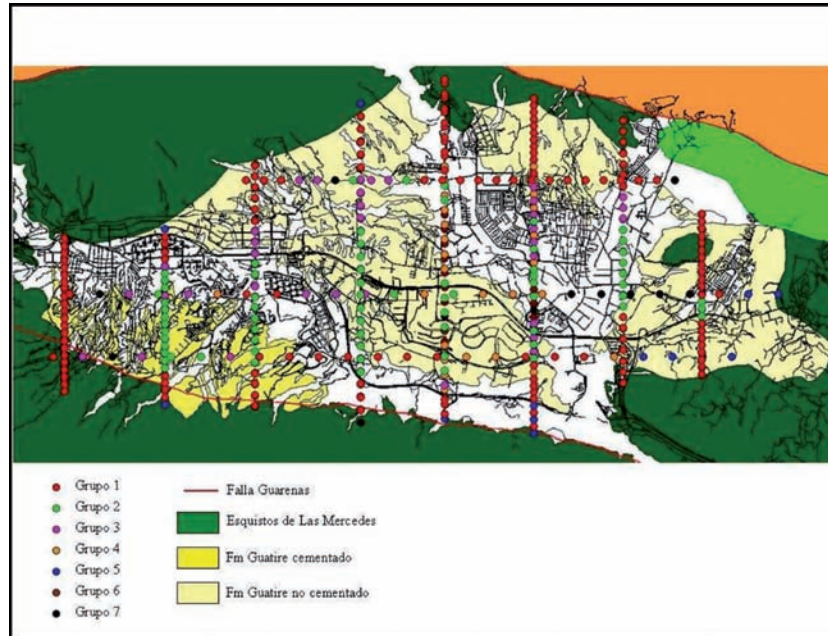 Grupo 1
Grupo 2
Grupo 3
Grupo 4
Grupo 5
Grupo 6
Grupo 7
Falla Guarenas
Esquistos de Las Mercedes
Fm Guatire cementado
Fm Guatire no cementado